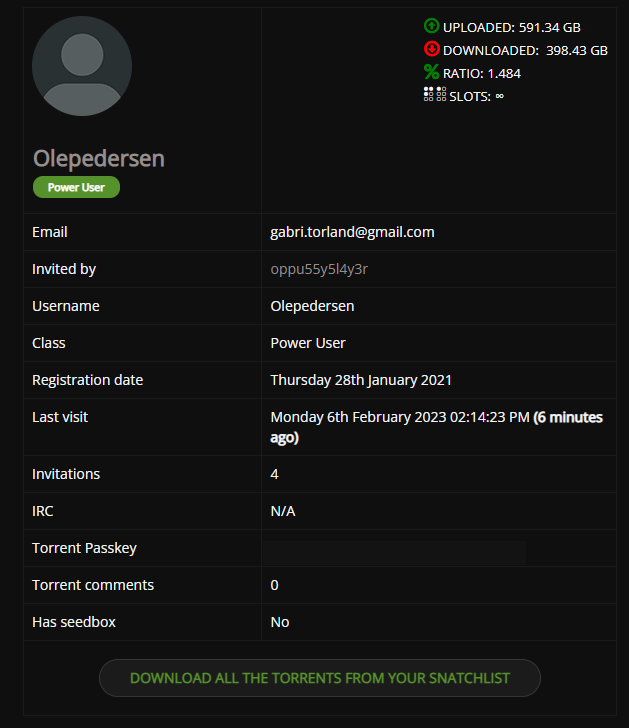 UPLOADED: 591.34 GB
DOWNLOADED: 398.43 GB
RATIO: 1.484
SLOTS: ∞
Olepedersen
Power User
Email gabri.torland@gmail.com
Invited by oppu55y5l4y3r
Username Olepedersen
Class Power User
Registration date Thursday 28th January 2021
Last visit Monday 6th February 2023 02:14:23 PM (6 minutes
ago)
Invitations 4
IRC N/A
Torrent Passkey
Torrent comments 0
Has seedbox No
DOWNLOAD ALL THE TORRENTS FROM YOUR SNATCHLIST